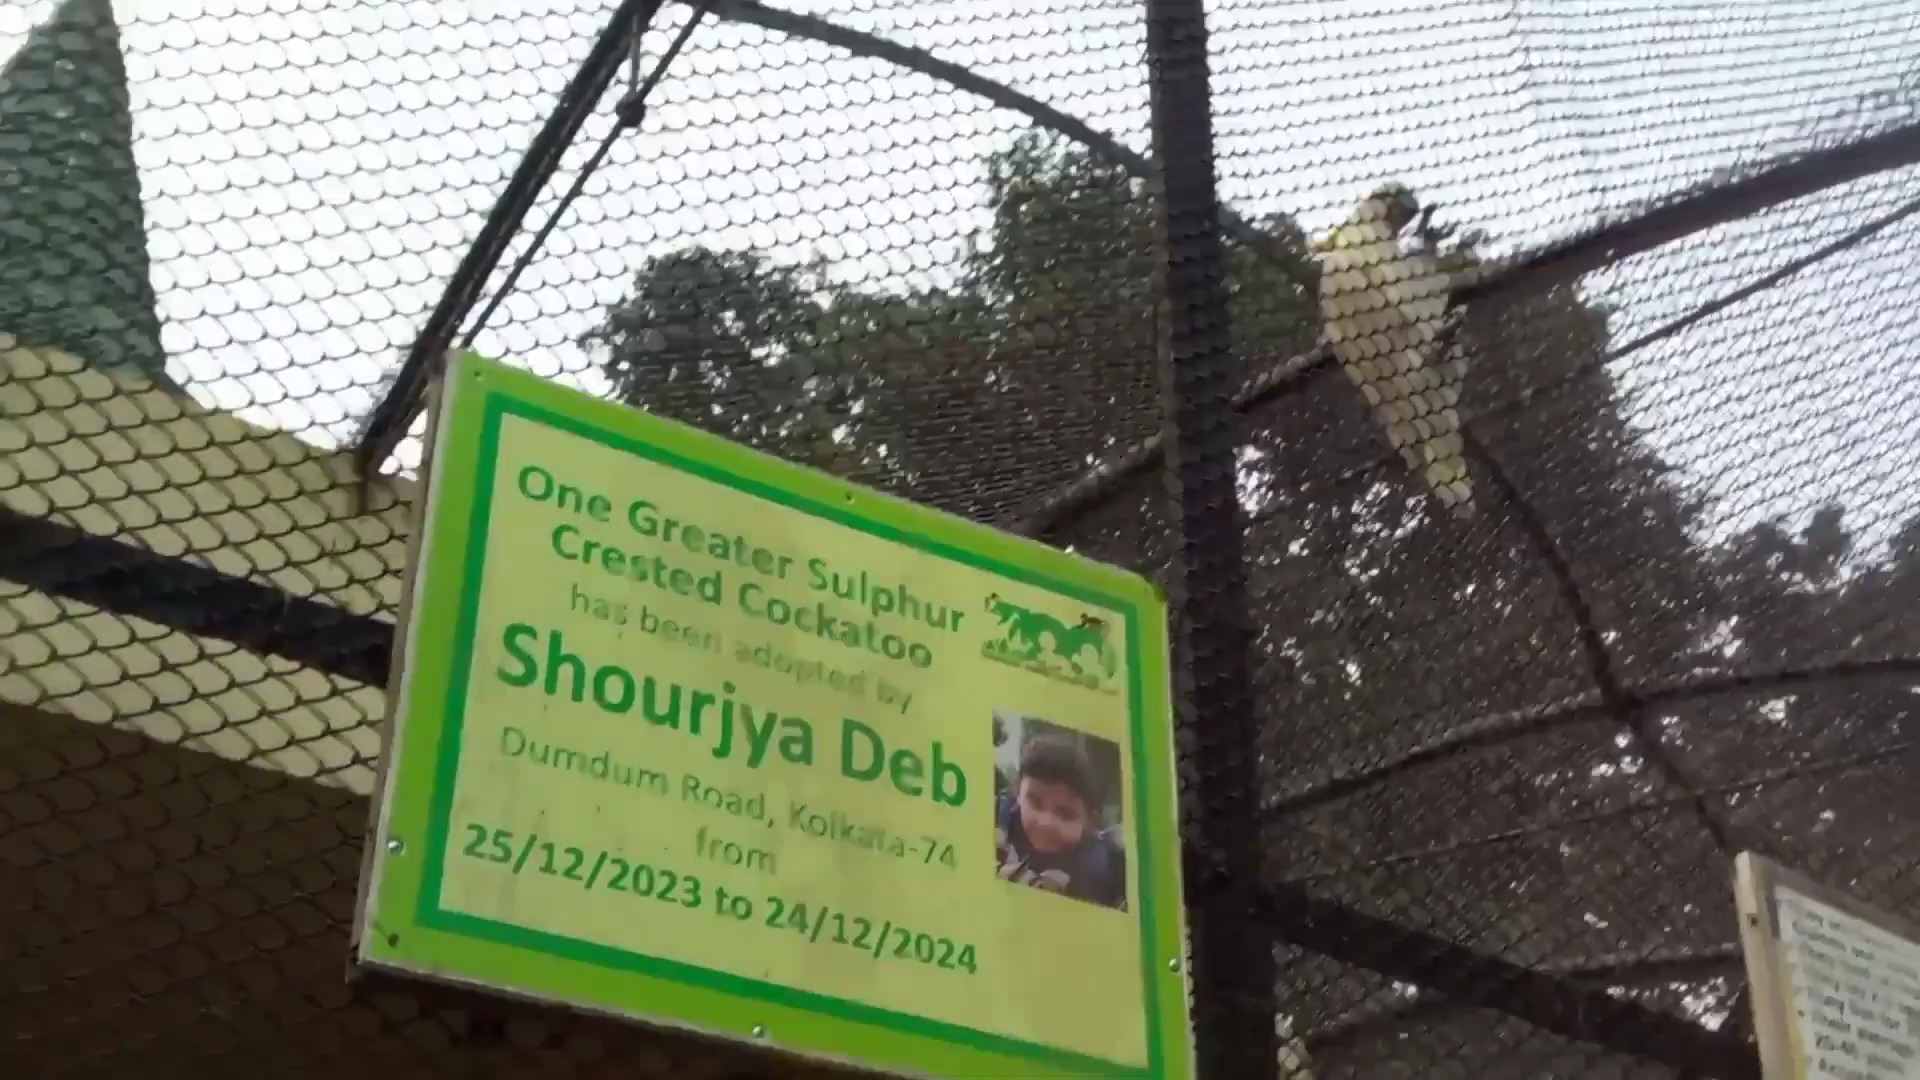 One Greater Sulphur
Crested Cockatoo
has been adopted by
Shourjya Deb
Dumdum Road, Kolkata-74
from
25/12/2023 to 24/12/2024